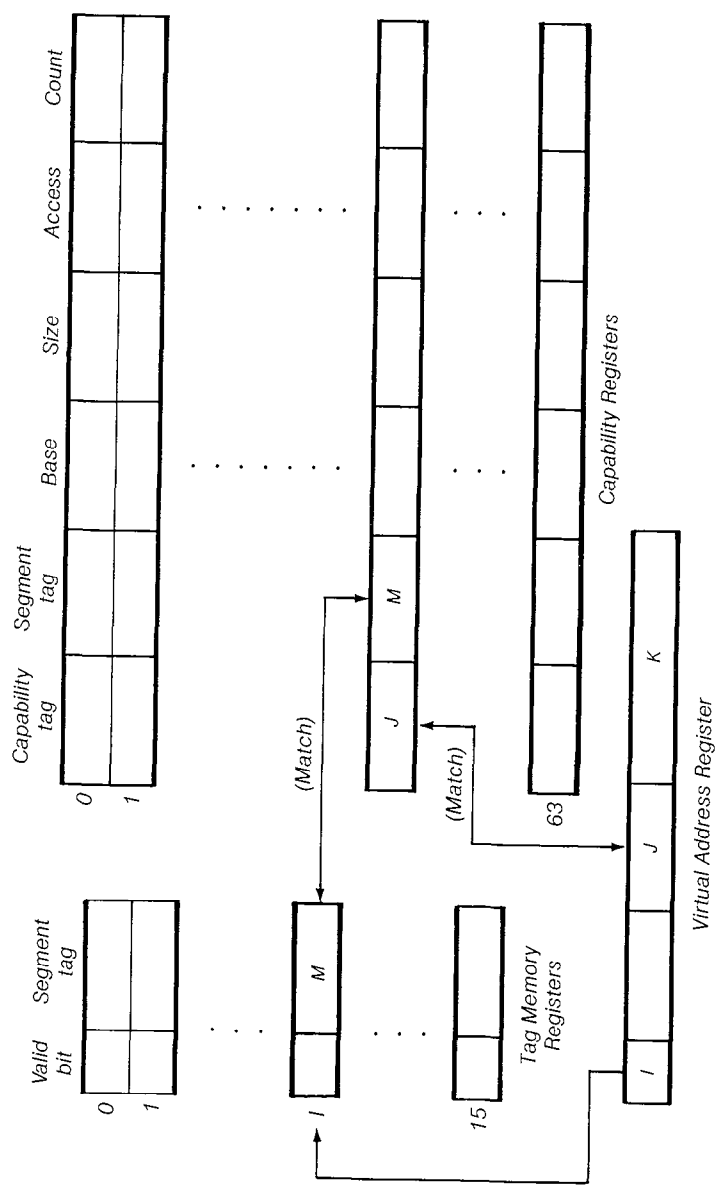 Valid
bit
Segment
tag
Capability
tag
Segment
tag
Base
Size
Access
Count
0
1
0
1
I
M
(Match)
J
M
15
(Match)
63
Tag Memory
Registers
Capability Registers
I
J
K
Virtual Address Register